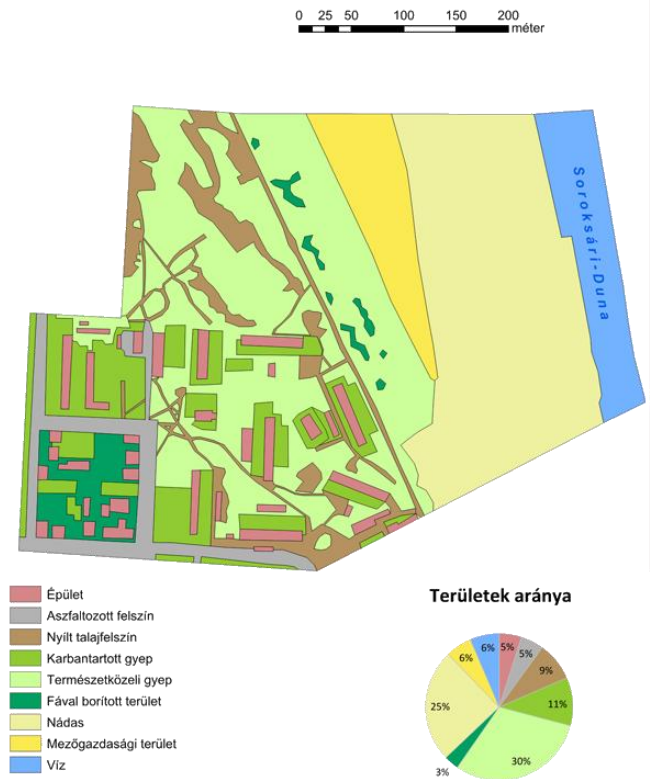 0 25 50 100 150 200
méter
Soroksári-Duna
Épület
Aszfaltozott felszín
Nyílt talajfelszín
Karbantartott gyep
Természetközeli gyep
Fával borított terület
Nádas
Mezőgazdasági terület
Víz
Területek aránya
5%
5%
9%
11%
30%
3%
25%
6%
6%